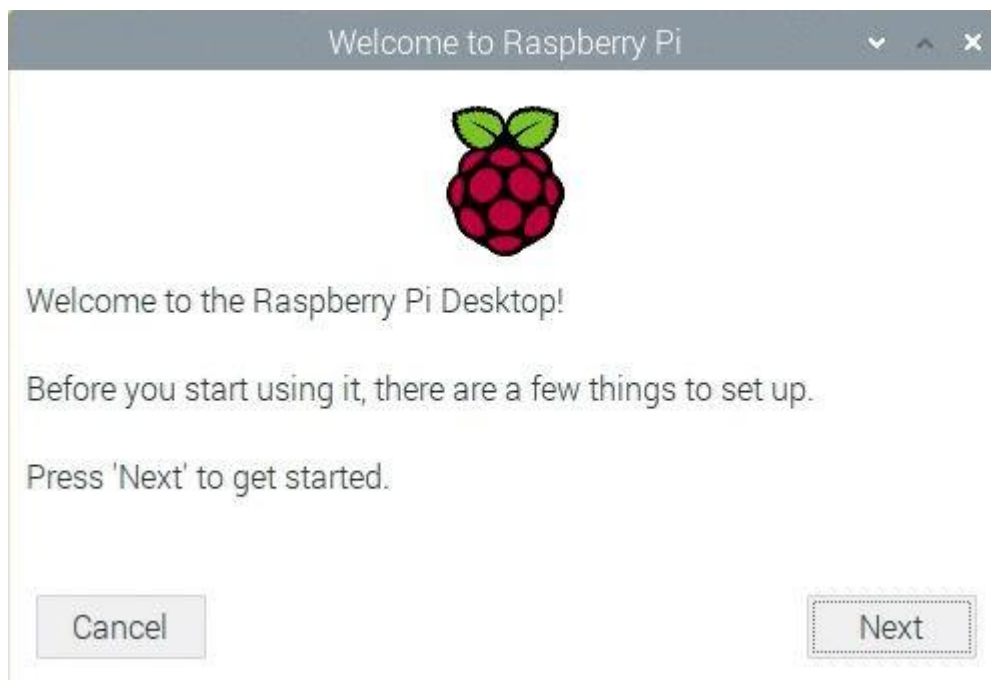 Welcome to Raspberry Pi
Welcome to the Raspberry Pi Desktop!
Before you start using it, there are a few things to set up.
Press 'Next' to get started.
Cancel
Next